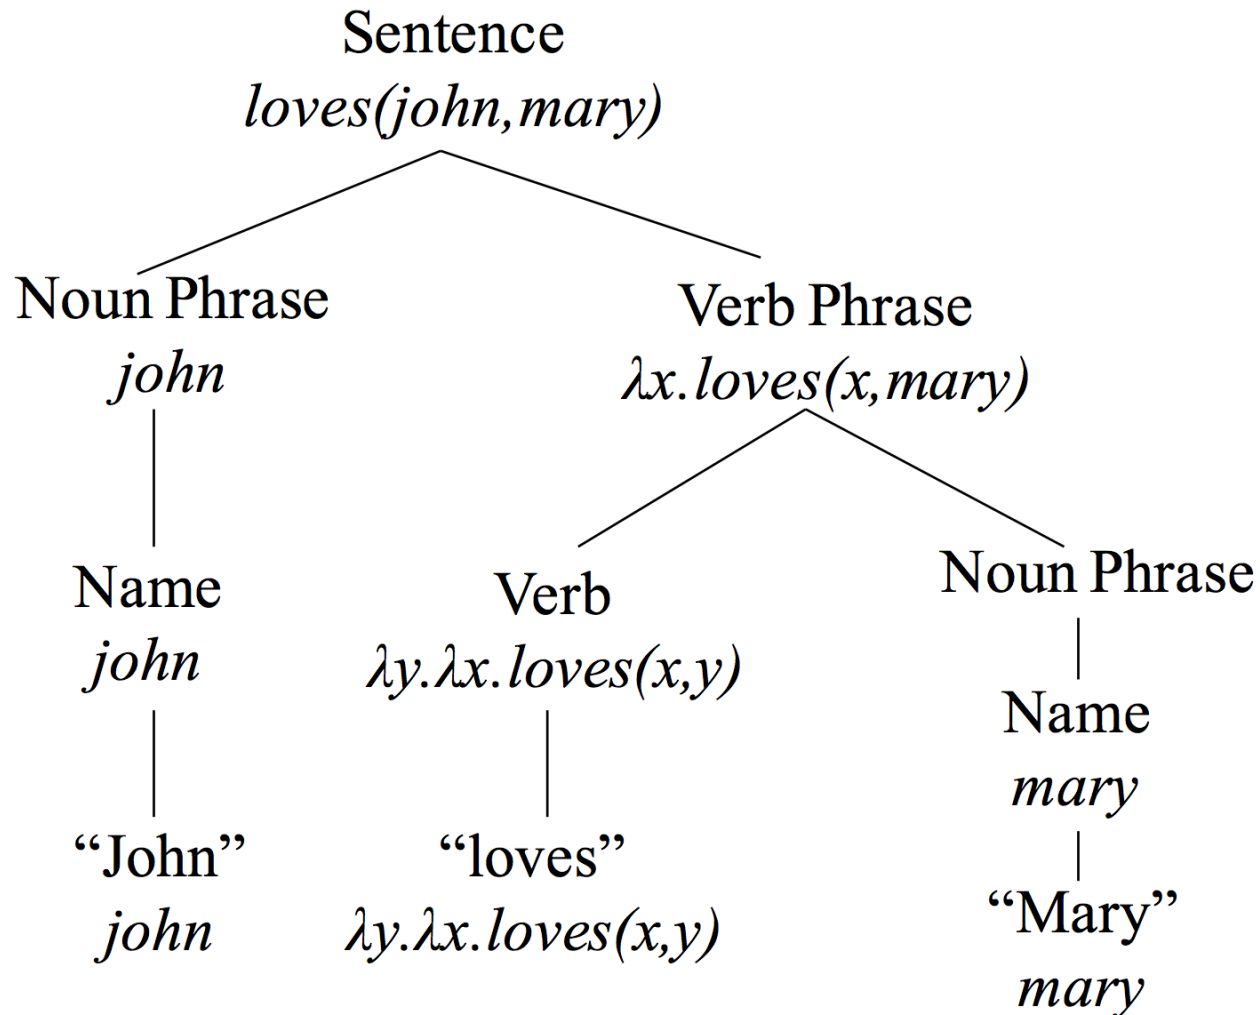 Sentence
loves(john,mary)
Noun Phrase
john
Verb Phrase
λx.loves(x,mary)
Name
john
Verb
λy.λx.loves(x,y)
Noun Phrase
Name
mary
“John”
john
“loves”
λy.λx.loves(x,y)
“Mary”
mary